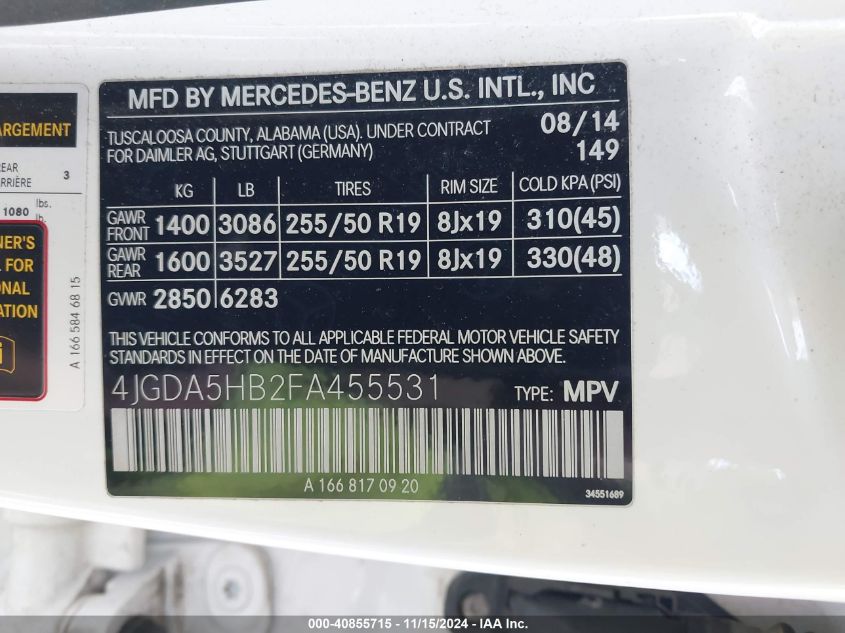 ARGEMENT
REAR
ARRIÈRE 3
1080 lbs.
lb.
NER'S
FOR
ONAL
ATION
A 166 584 68 15
MFD BY MERCEDES-BENZ U.S. INTL., INC
TUSCALOOSA COUNTY, ALABAMA (USA). UNDER CONTRACT
FOR DAIMLER AG, STUTTGART (GERMANY)
08/14
149
KG LB TIRES RIM SIZE COLD KPA (PSI)
GAWR FRONT 1400 3086 255/50 R19 8Jx19 310(45)
GAWR REAR 1600 3527 255/50 R19 8Jx19 330(48)
GVWR 2850 6283
THIS VEHICLE CONFORMS TO ALL APPLICABLE FEDERAL MOTOR VEHICLE SAFETY
STANDARDS IN EFFECT ON THE DATE OF MANUFACTURE SHOWN ABOVE.
4JGDA5HB2FA455531 TYPE: MPV
A 166 817 09 20
34551689
000-40855715 - 11/15/2024 - IAA, Inc.